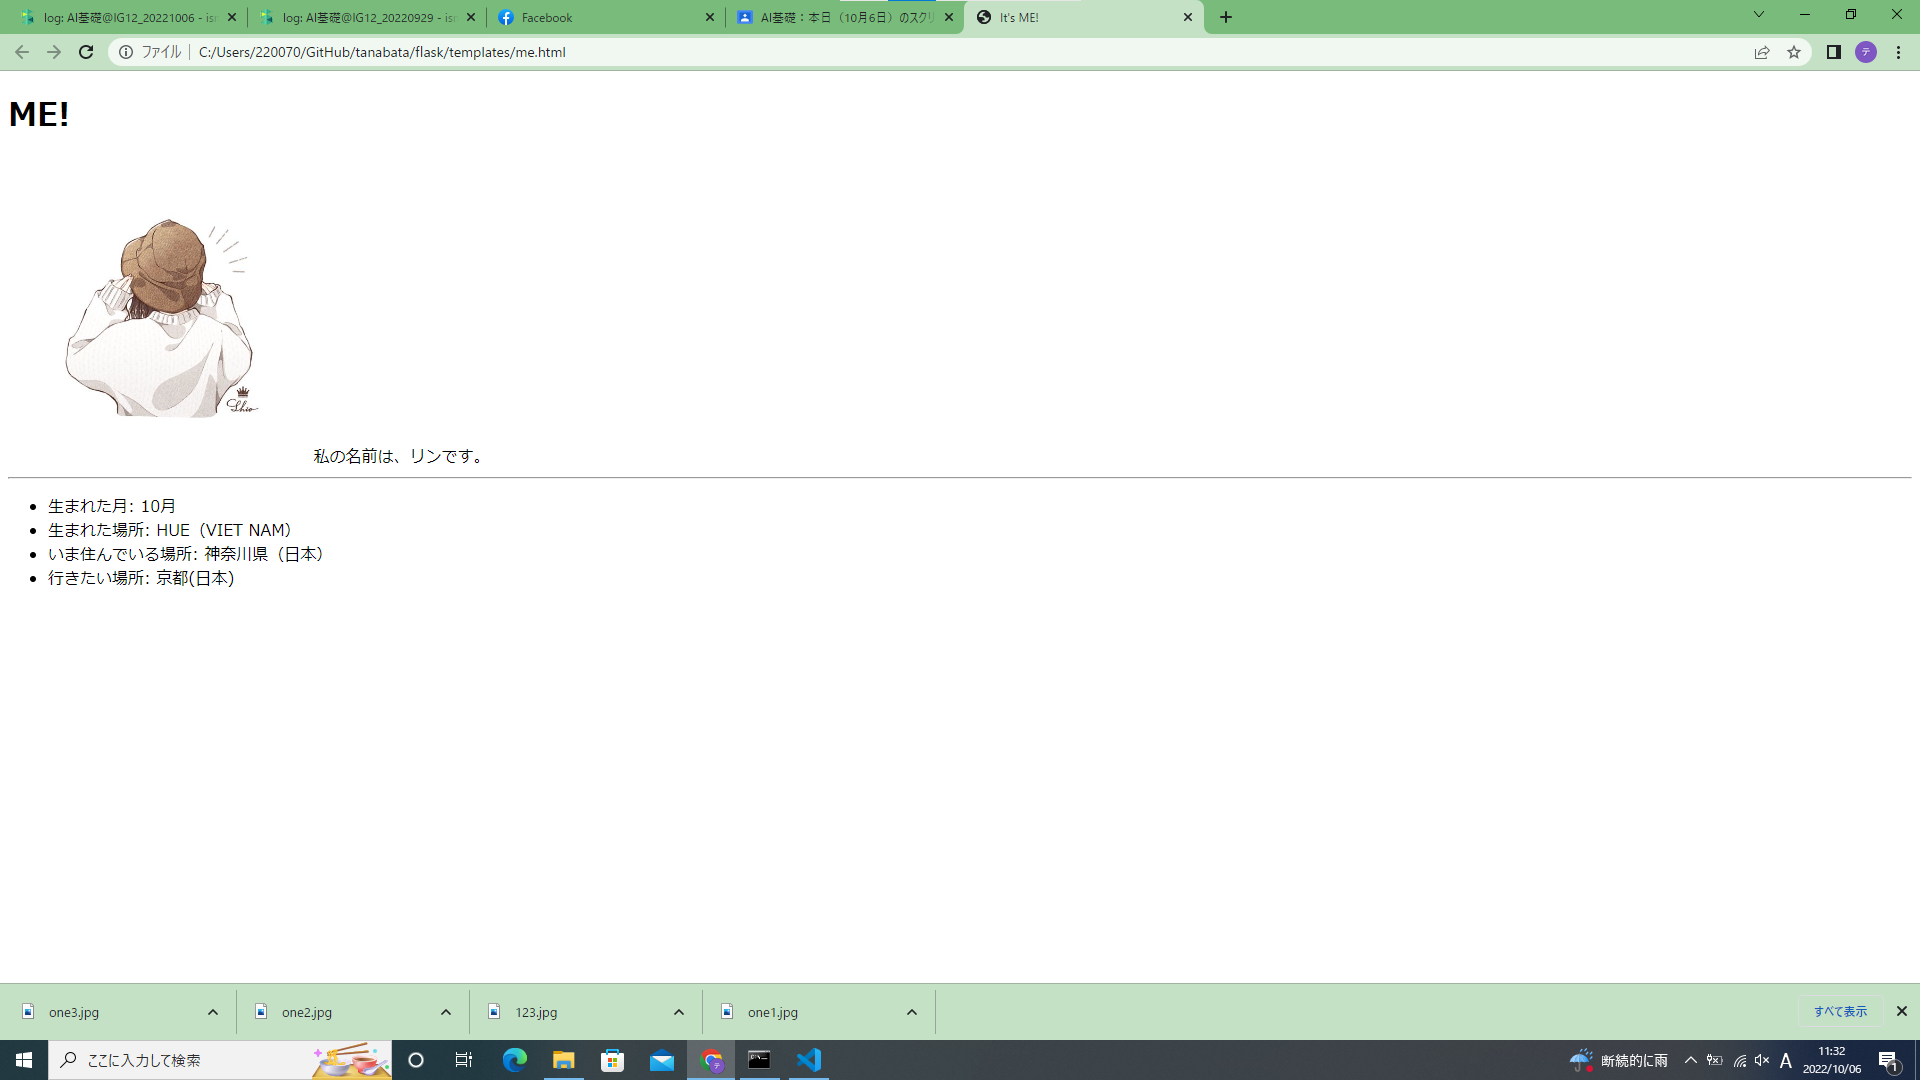 log: AI基礎@IG12_20221006 - isn
log: AI基礎@IG12_20220929 - isn
Facebook
AI基礎：本日（10月6日）のスクリ
It's ME!
ファイル
C:/Users/220070/GitHub/tanabata/flask/templates/me.html
テ
ME!
Shio
私の名前は、リンです。
生まれた月: 10月
生まれた場所: HUE（VIET NAM）
いま住んでいる場所: 神奈川県（日本）
行きたい場所: 京都(日本)
one3.jpg
one2.jpg
123.jpg
one1.jpg
すべて表示
ここに入力して検索
断続的に雨
A
11:32
2022/10/06
1